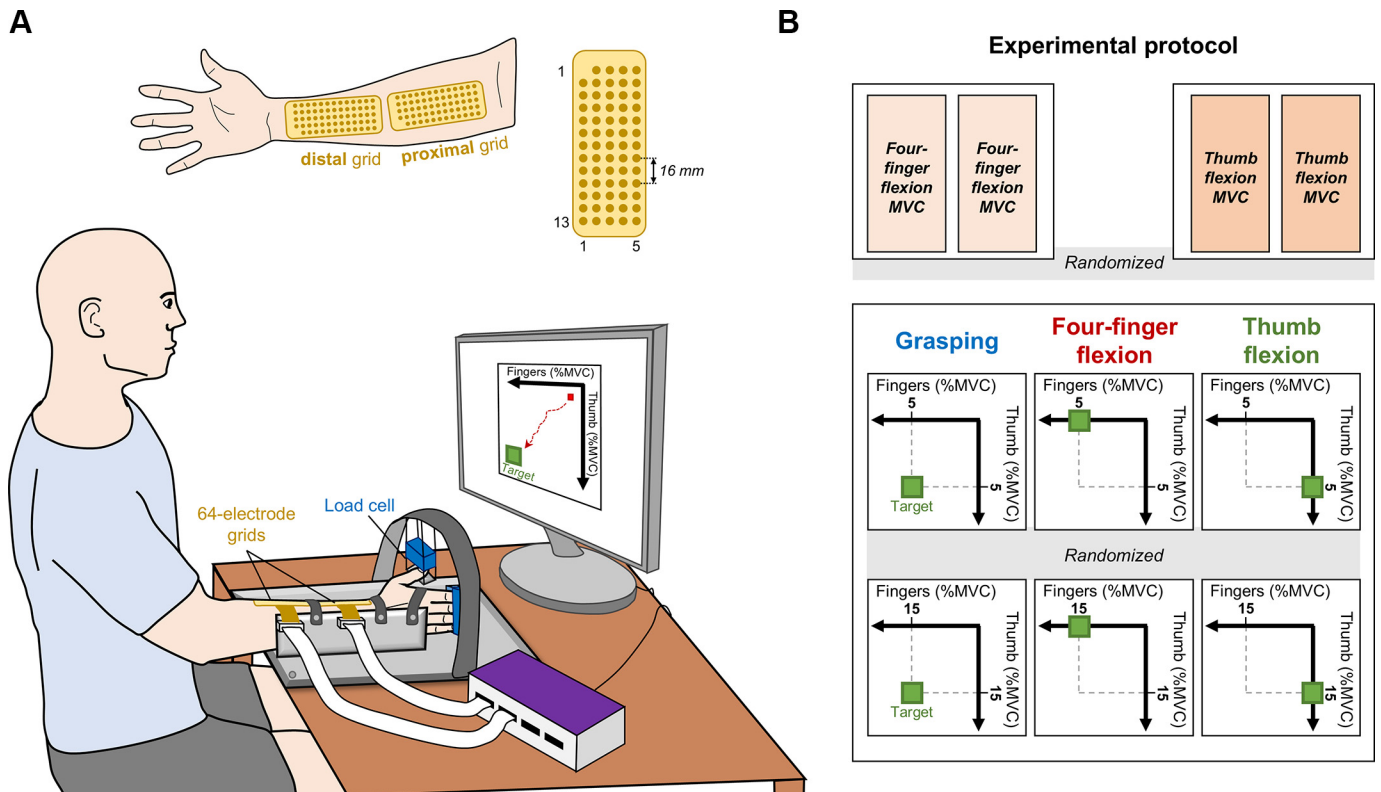 A
1
distal grid
proximal grid
16 mm
13
1
5
Fingers (%MVC)
Thumb (%MVC)
Target
64-electrode
grids
Load cell
B
Experimental protocol
Four-
finger
flexion
MVC
Four-
finger
flexion
MVC
Thumb
flexion
MVC
Thumb
flexion
MVC
Randomized
Grasping
Four-finger
flexion
Thumb
flexion
Fingers (%MVC)
5
Thumb (%MVC)
5
Target
Fingers (%MVC)
5
Thumb (%MVC)
5
Fingers (%MVC)
5
Thumb (%MVC)
5
Randomized
Fingers (%MVC)
15
Thumb (%MVC)
15
Target
Fingers (%MVC)
15
Thumb (%MVC)
15
Fingers (%MVC)
15
Thumb (%MVC)
15